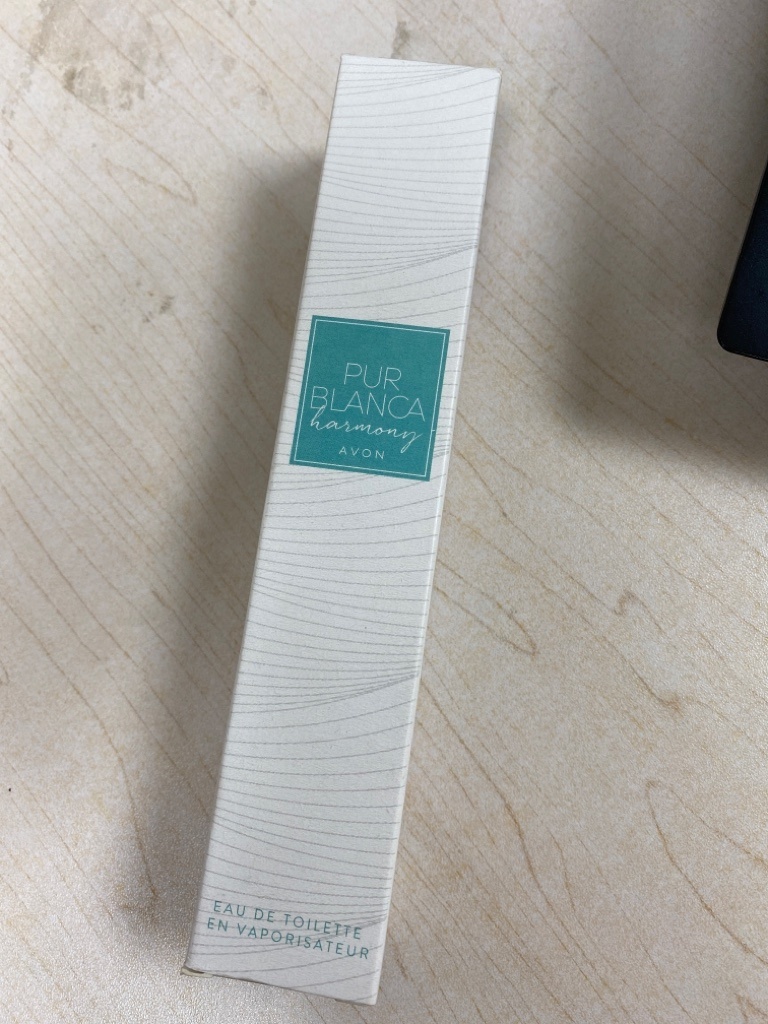 PUR
BLANCA
harmony
AVON
EAU DE TOILETTE
EN VAPORISATEUR